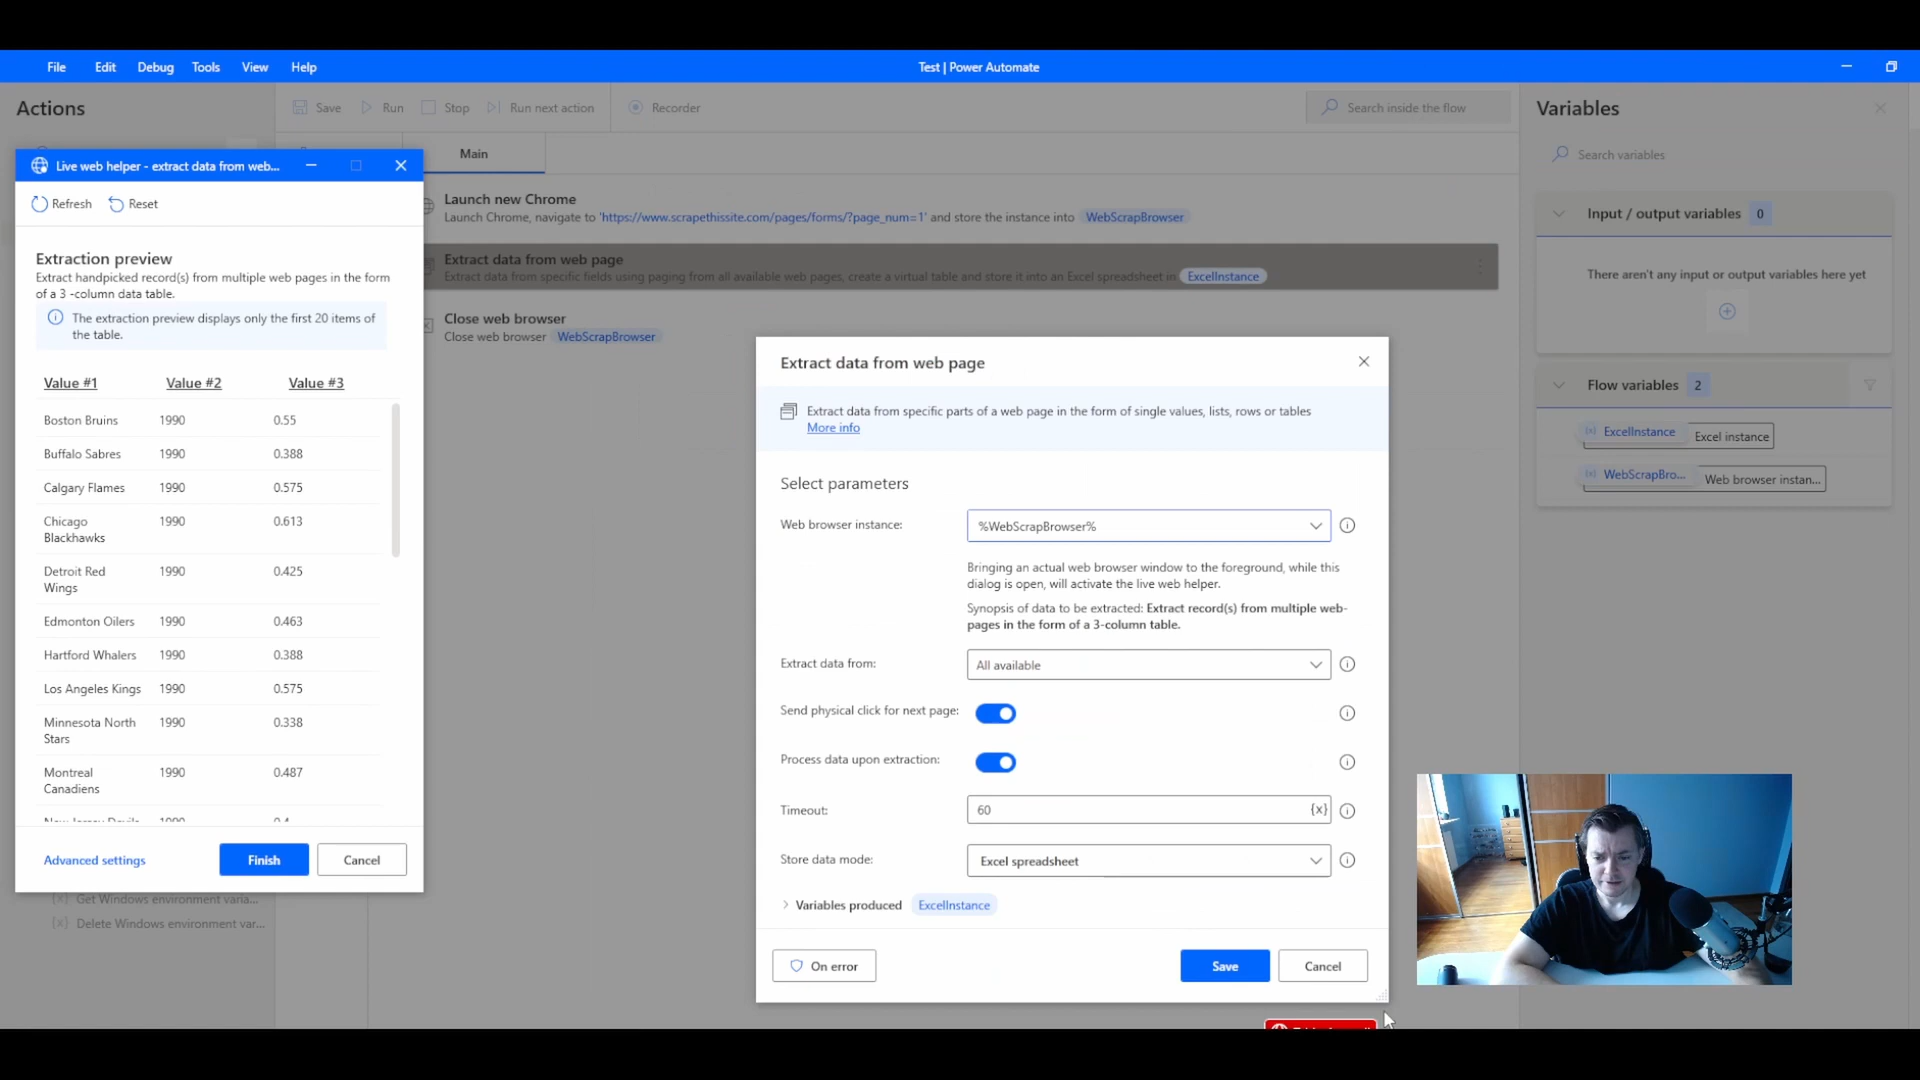 File Edit Debug Tools View Help
Test | Power Automate
Actions
Save Run Stop Run next action Recorder
Search inside the flow
Variables
Main
Search variables
Live web helper - extract data from web...
Refresh Reset
Extraction preview
Extract handpicked record(s) from multiple web pages in the form
of a 3 -column data table.
The extraction preview displays only the first 20 items of
the table.
Value #1 Value #2 Value #3
Boston Bruins 1990 0.55
Buffalo Sabres 1990 0.388
Calgary Flames 1990 0.575
Chicago
Blackhawks 1990 0.613
Detroit Red
Wings 1990 0.425
Edmonton Oilers 1990 0.463
Hartford Whalers 1990 0.388
Los Angeles Kings 1990 0.575
Minnesota North
Stars 1990 0.338
Montreal
Canadiens 1990 0.487
Advanced settings Finish Cancel
Get Windows environment varia...
Delete Windows environment var...
Launch new Chrome
Launch Chrome, navigate to 'https://www.scrapethissite.com/pages/forms/?page_num=1' and store the instance into WebScrapBrowser
Extract data from web page
Extract data from specific fields using paging from all available web pages, create a virtual table and store it into an Excel spreadsheet in ExcelInstance
Close web browser
Close web browser WebScrapBrowser
Extract data from web page
Extract data from specific parts of a web page in the form of single values, lists, rows or tables
More info
Select parameters
Web browser instance: %WebScrapBrowser%
Bringing an actual web browser window to the foreground, while this
dialog is open, will activate the live web helper.
Synopsis of data to be extracted: Extract record(s) from multiple web-
pages in the form of a 3-column table.
Extract data from: All available
Send physical click for next page:
Process data upon extraction:
Timeout: 60 {x}
Store data mode: Excel spreadsheet
Variables produced ExcelInstance
On error Save Cancel
Input / output variables 0
There aren't any input or output variables here yet
Flow variables 2
ExcelInstance Excel instance
WebScrapBro... Web browser instan...